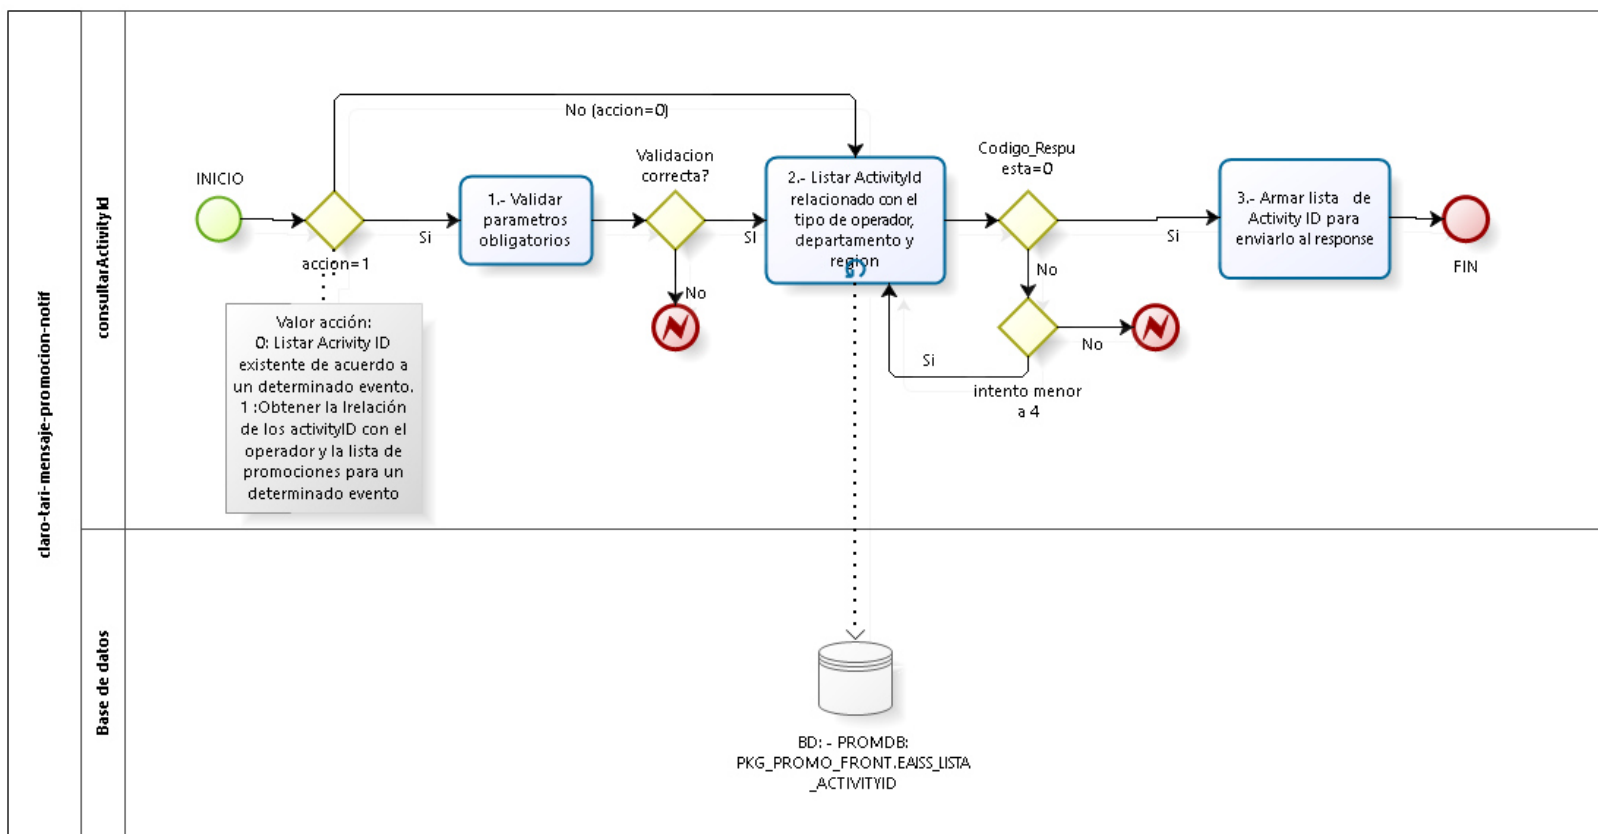 claro-tari-mensaje-promocion-notif
consultarActivityId
INICIO
accion=1
Si
No (accion=0)
1.- Validar
parametros
obligatorios
Validacion
correcta?
SI
No
2.- Listar ActivityId
relacionado con el
tipo de operador,
departamento y
region
Codigo_Respu
esta=0
Si
No
No
Si
intento menor
a 4
3.- Armar lista de
Activity ID para
enviarlo al response
FIN
Valor acción:
0: Listar Acrivity ID
existente de acuerdo a
un determinado evento.
1 :Obtener la lrelación
de los activityID con el
operador y la lista de
promociones para un
determinado evento
Base de datos
BD: - PROMDB:
PKG_PROMO_FRONT.EAISS_LISTA
_ACTIVITYID